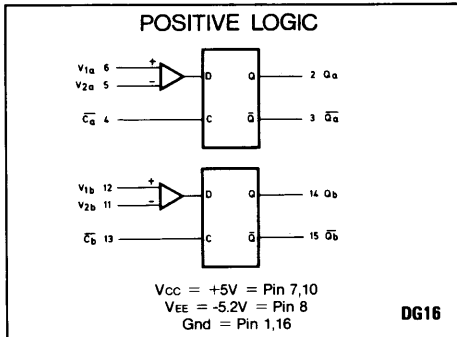 POSITIVE LOGIC
V1a 6 + D Q 2 Qa
V2a 5 -
C̅a̅ 4 C Q̅ 3 Q̅a̅
V1b 12 + D Q 14 Qb
V2b 11 -
C̅b̅ 13 C Q̅ 15 Q̅b̅
VCC = +5V = Pin 7,10
VEE = -5.2V = Pin 8
Gnd = Pin 1,16
DG16